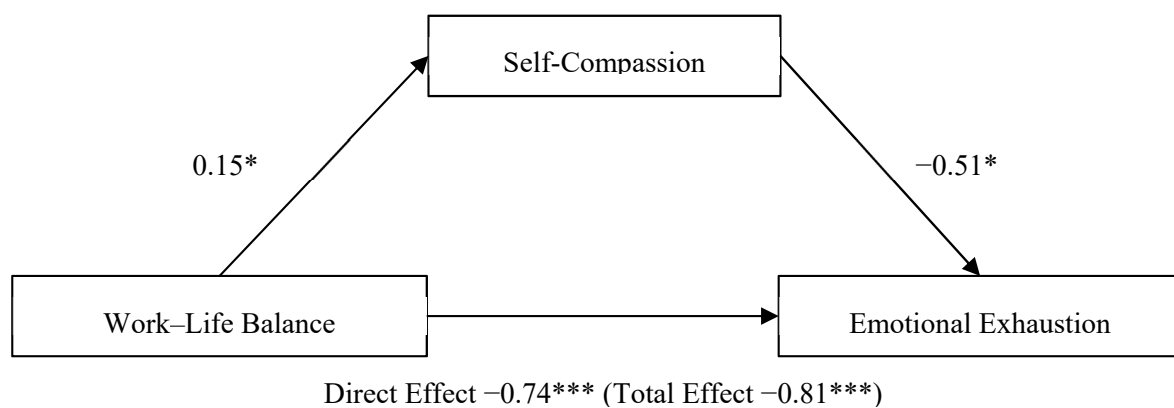 Self-Compassion
0.15*
−0.51*
Work–Life Balance
Emotional Exhaustion
Direct Effect −0.74*** (Total Effect −0.81***)